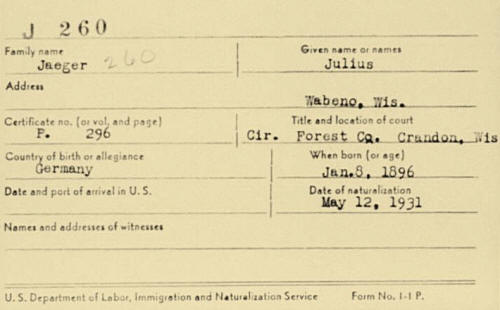 J 260
Family name Given name or names
Jaeger 260 Julius
Address
Wabeno, Wis.
Certificate no. (or vol, and page) Title and location of court
P. 296 Cir. Forest Co. Crandon, Wis
Country of birth or allegiance When born (or age)
Germany Jan.8, 1896
Date and port of arrival in U.S. Date of naturalization
May 12, 1931
Names and addresses of witnesses
U. S. Department of Labor, Immigration and Naturalization Service Form No. 1-1 P.